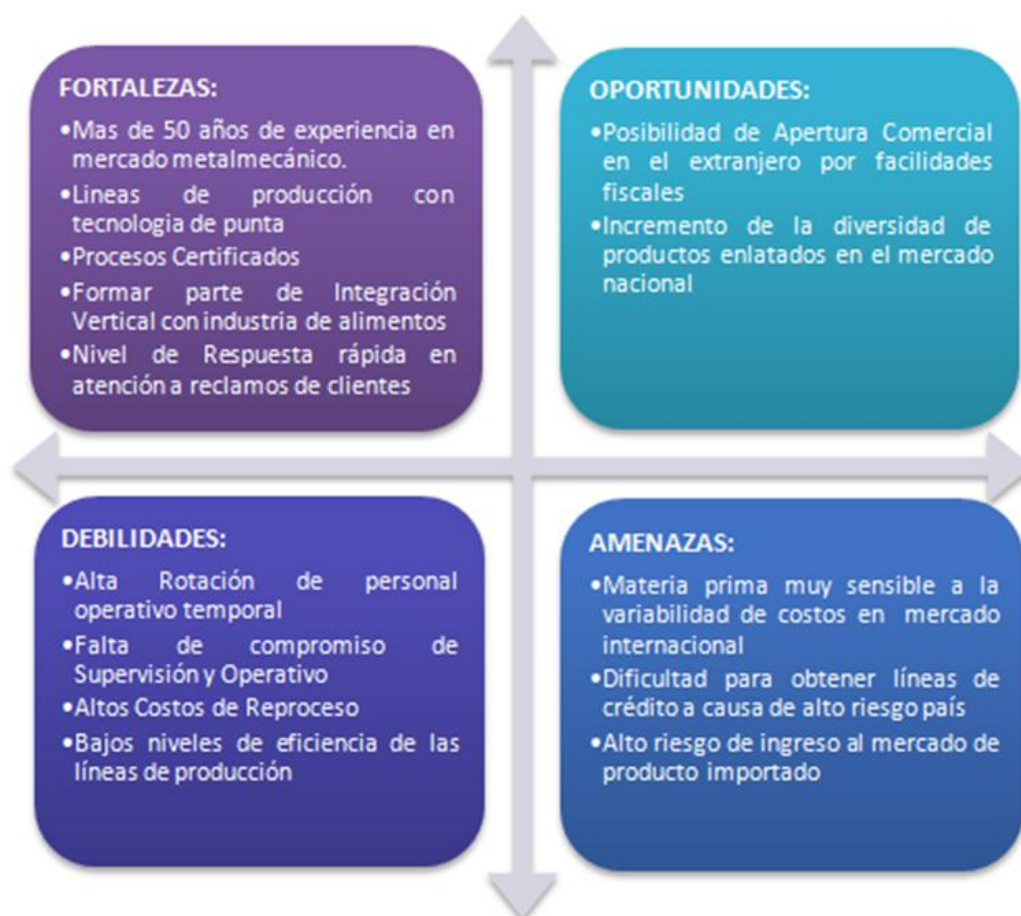 FORTALEZAS:
•Mas de 50 años de experiencia en
mercado metalmecánico.
•Lineas de producción con
tecnologia de punta
•Procesos Certificados
•Formar parte de Integración
Vertical con industria de alimentos
•Nivel de Respuesta rápida en
atención a reclamos de clientes
OPORTUNIDADES:
•Posibilidad de Apertura Comercial
en el extranjero por facilidades
fiscales
•Incremento de la diversidad de
productos enlatados en el mercado
nacional
DEBILIDADES:
•Alta Rotación de personal
operativo temporal
•Falta de compromiso de
Supervisión y Operativo
•Altos Costos de Reproceso
•Bajos niveles de eficiencia de las
líneas de producción
AMENAZAS:
•Materia prima muy sensible a la
variabilidad de costos en mercado
internacional
•Dificultad para obtener líneas de
crédito a causa de alto riesgo país
•Alto riesgo de ingreso al mercado de
producto importado